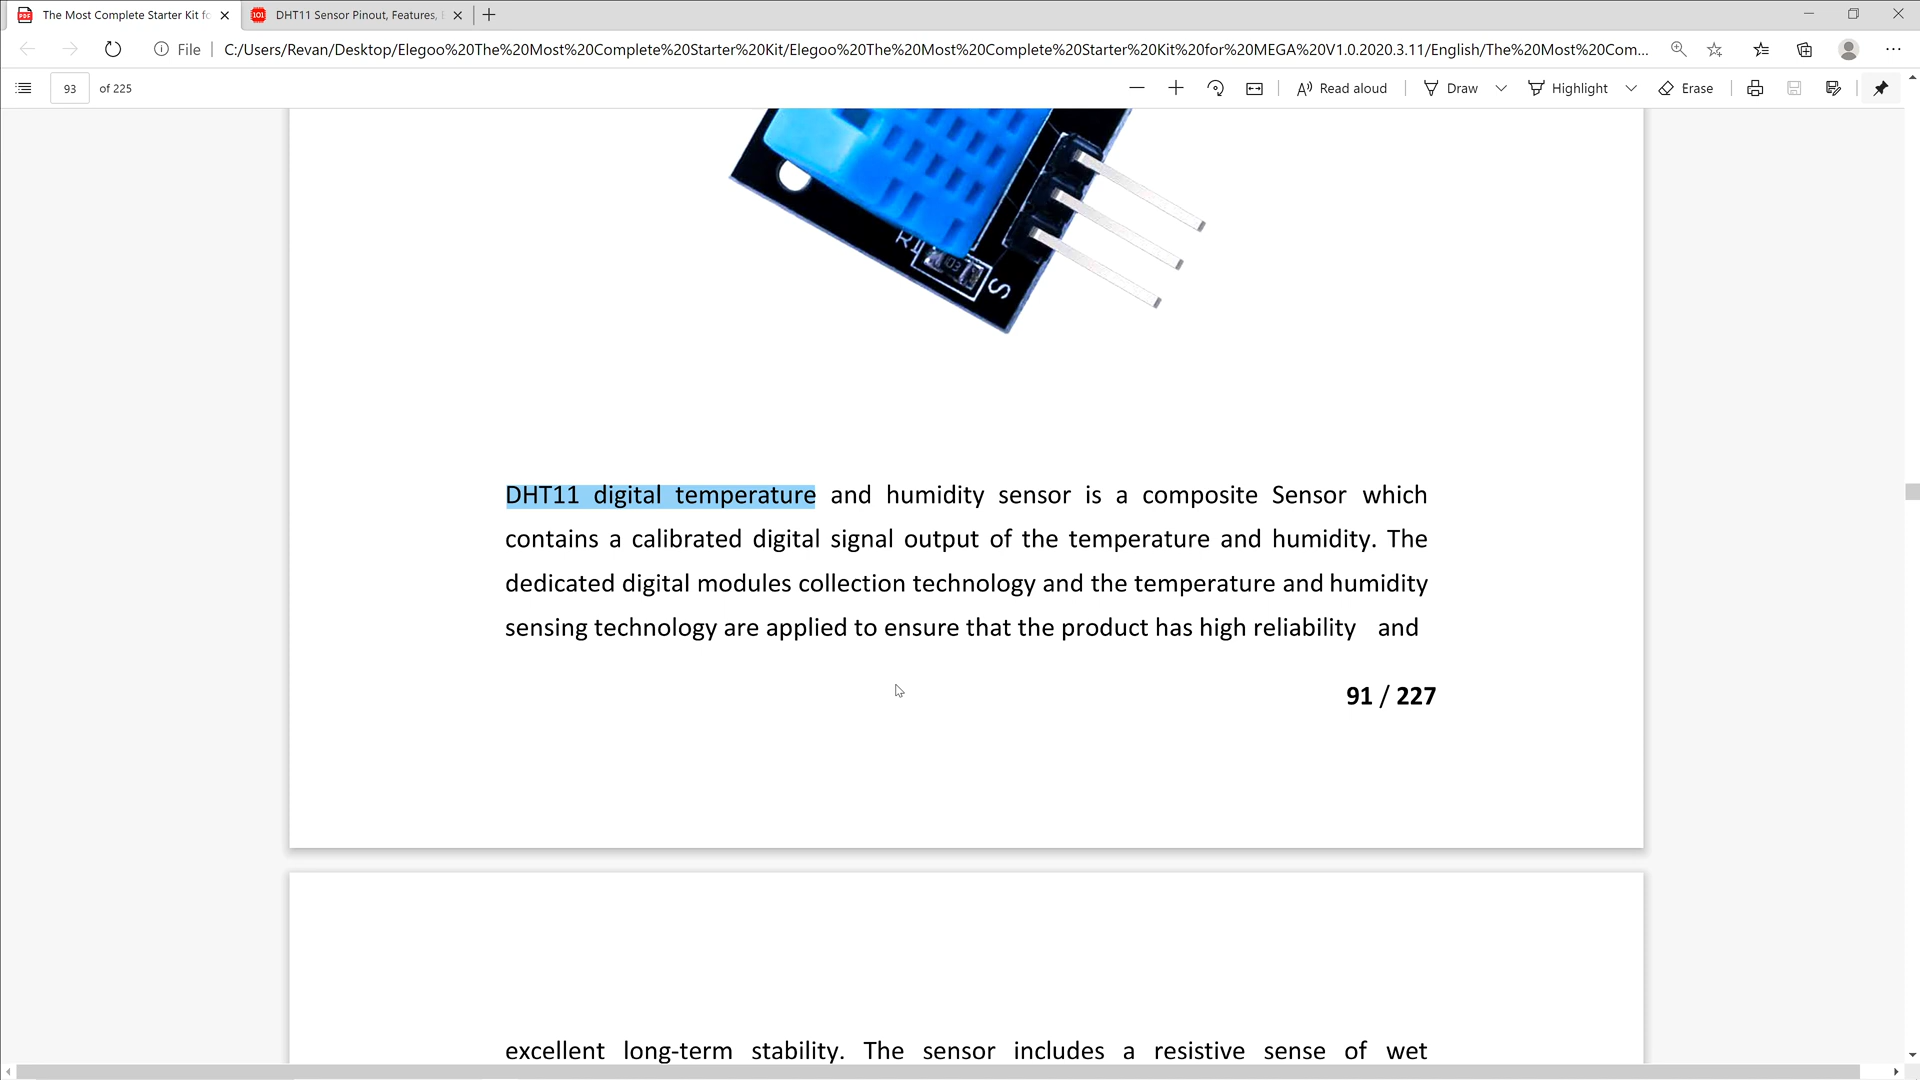 The Most Complete Starter Kit fo
101
DHT11 Sensor Pinout, Features, E
File
C:/Users/Revan/Desktop/Elegoo%20The%20Most%20Complete%20Starter%20Kit/Elegoo%20The%20Most%20Complete%20Starter%20Kit%20for%20MEGA%20V1.0.2020.3.11/English/The%20Most%20Com...
93 of 225
Read aloud
Draw
Highlight
Erase
R1
103
S
DHT11 digital temperature and humidity sensor is a composite Sensor which
contains a calibrated digital signal output of the temperature and humidity. The
dedicated digital modules collection technology and the temperature and humidity
sensing technology are applied to ensure that the product has high reliability and
91 / 227
excellent long-term stability. The sensor includes a resistive sense of wet